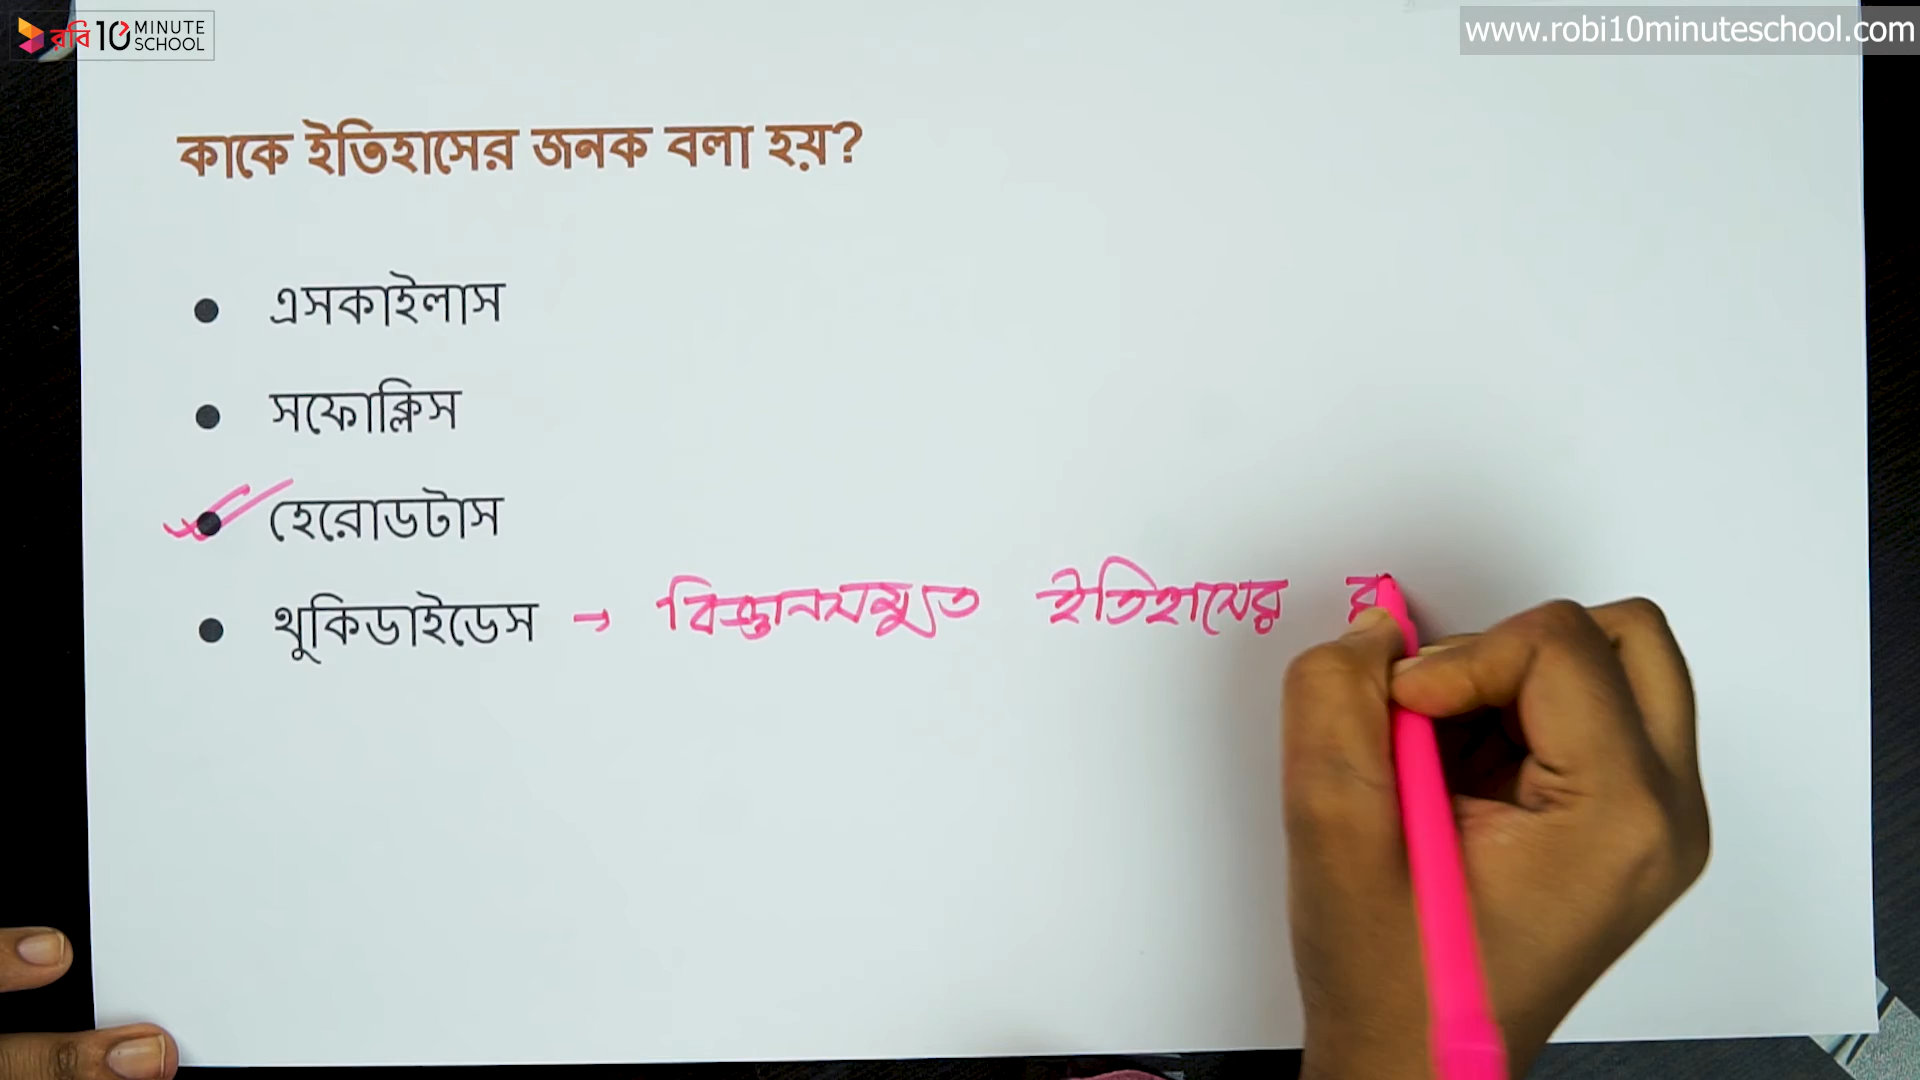 রবি 10 MINUTE SCHOOL
www.robi10minuteschool.com
কাকে ইতিহাসের জনক বলা হয়?
• এসকাইলাস
• সফোক্লিস
• হেরোডটাস
• থুকিডাইডেস → বিজ্ঞানসম্মত ইতিহাসের